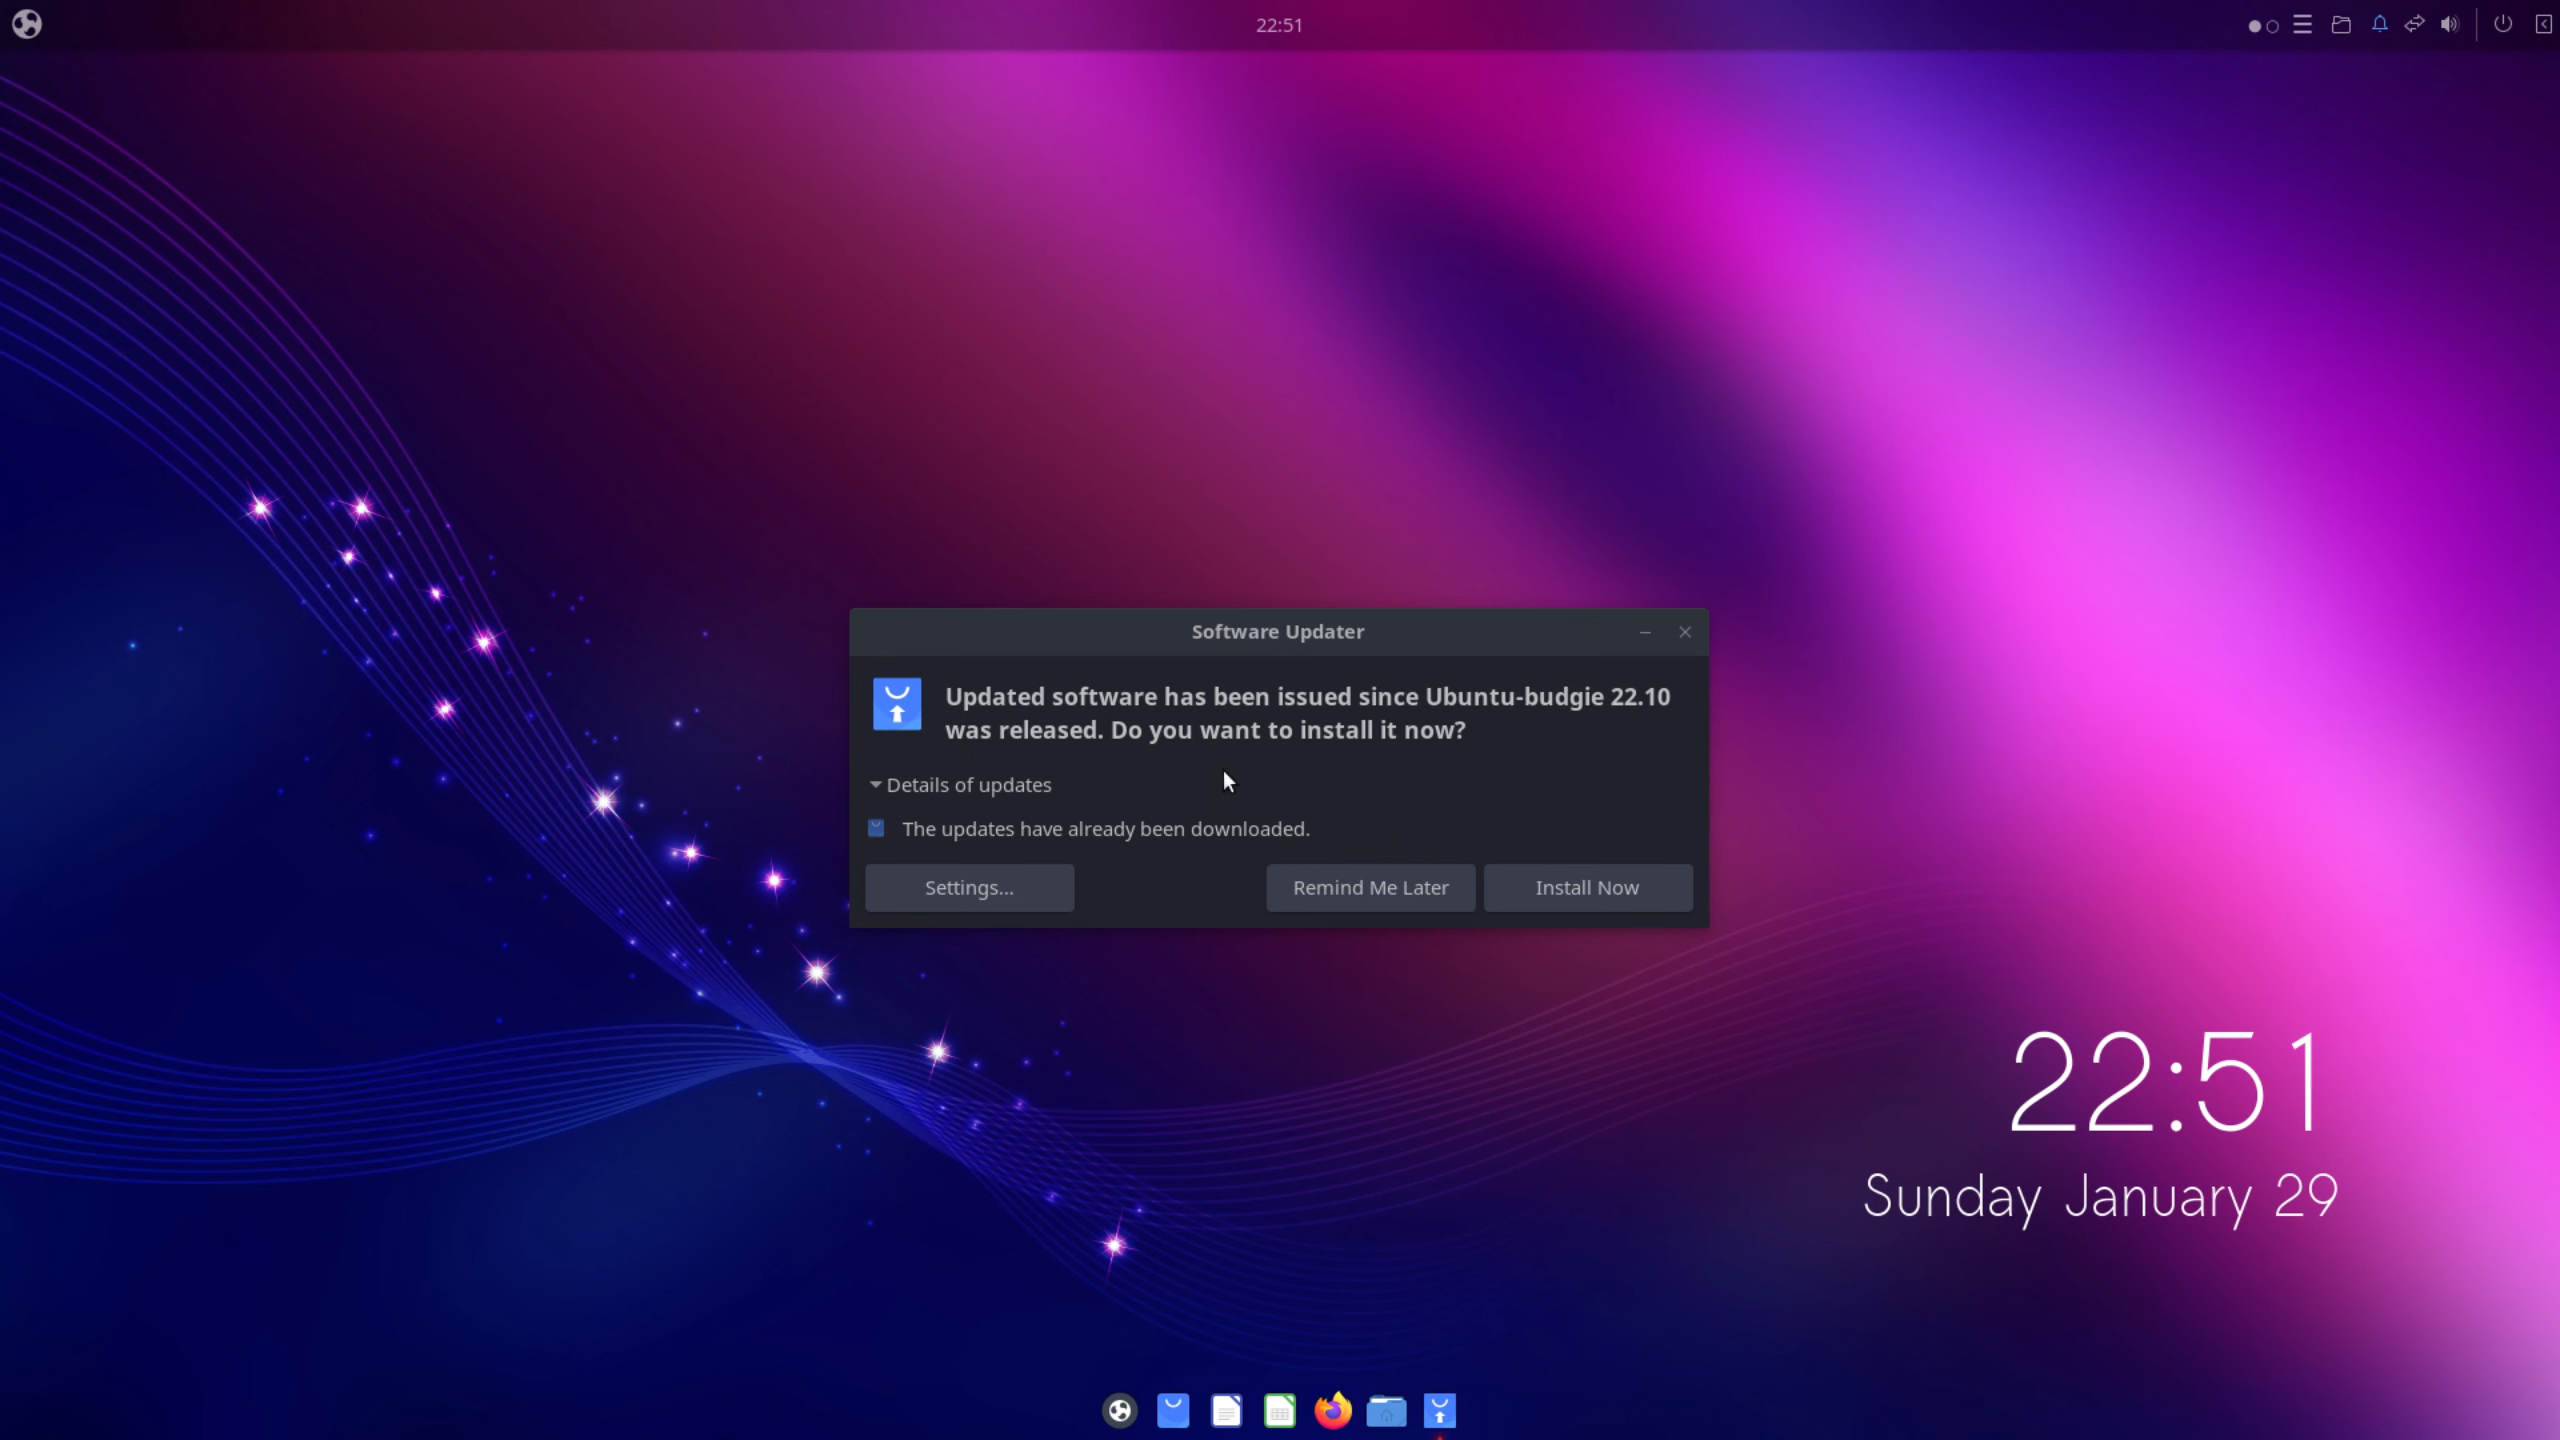 22:51
Software Updater
Updated software has been issued since Ubuntu-budgie 22.10
was released. Do you want to install it now?
Details of updates
The updates have already been downloaded.
Settings...
Remind Me Later
Install Now
22:51
Sunday January 29